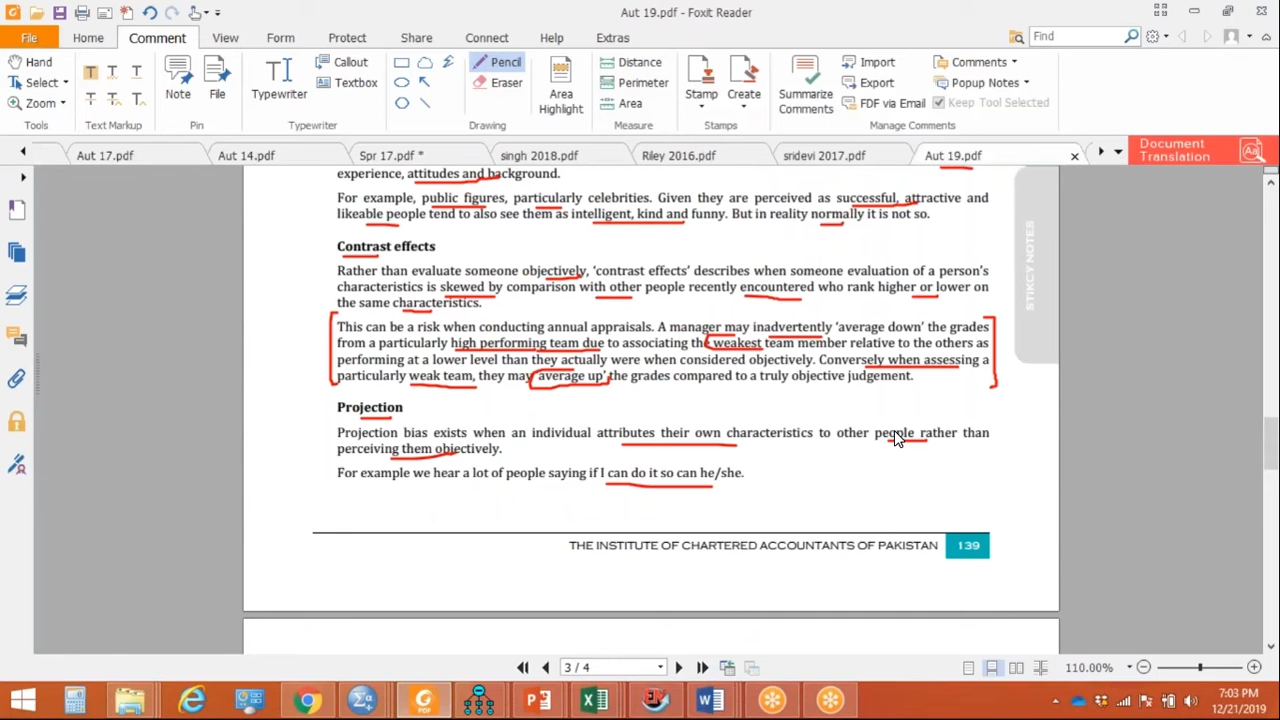 Aut 19.pdf - Foxit Reader
File Home Comment View Form Protect Share Connect Help Extras Find
Hand Select Zoom Tools
Text Markup
Note File Pin
Typewriter Callout Textbox Typewriter
Pencil Eraser Drawing
Area Highlight
Distance Perimeter Area Measure
Stamp Create Stamps
Summarize Comments
Import Export FDF via Email
Comments Popup Notes Keep Tool Selected
Manage Comments
Aut 17.pdf Aut 14.pdf Spr 17.pdf * singh 2018.pdf Riley 2016.pdf sridevi 2017.pdf Aut 19.pdf
Document Translation
experience, attitudes and background.
For example, public figures, particularly celebrities. Given they are perceived as successful, attractive and
likeable people tend to also see them as intelligent, kind and funny. But in reality normally it is not so.
Contrast effects
Rather than evaluate someone objectively, ‘contrast effects’ describes when someone evaluation of a person’s
characteristics is skewed by comparison with other people recently encountered who rank higher or lower on
the same characteristics.
This can be a risk when conducting annual appraisals. A manager may inadvertently ‘average down’ the grades
from a particularly high performing team due to associating the weakest team member relative to the others as
performing at a lower level than they actually were when considered objectively. Conversely when assessing a
particularly weak team, they may ‘average up’ the grades compared to a truly objective judgement.
Projection
Projection bias exists when an individual attributes their own characteristics to other people rather than
perceiving them objectively.
For example we hear a lot of people saying if I can do it so can he/she.
STIKCY NOTES
THE INSTITUTE OF CHARTERED ACCOUNTANTS OF PAKISTAN 139
3 / 4
110.00%
7:03 PM
12/21/2019